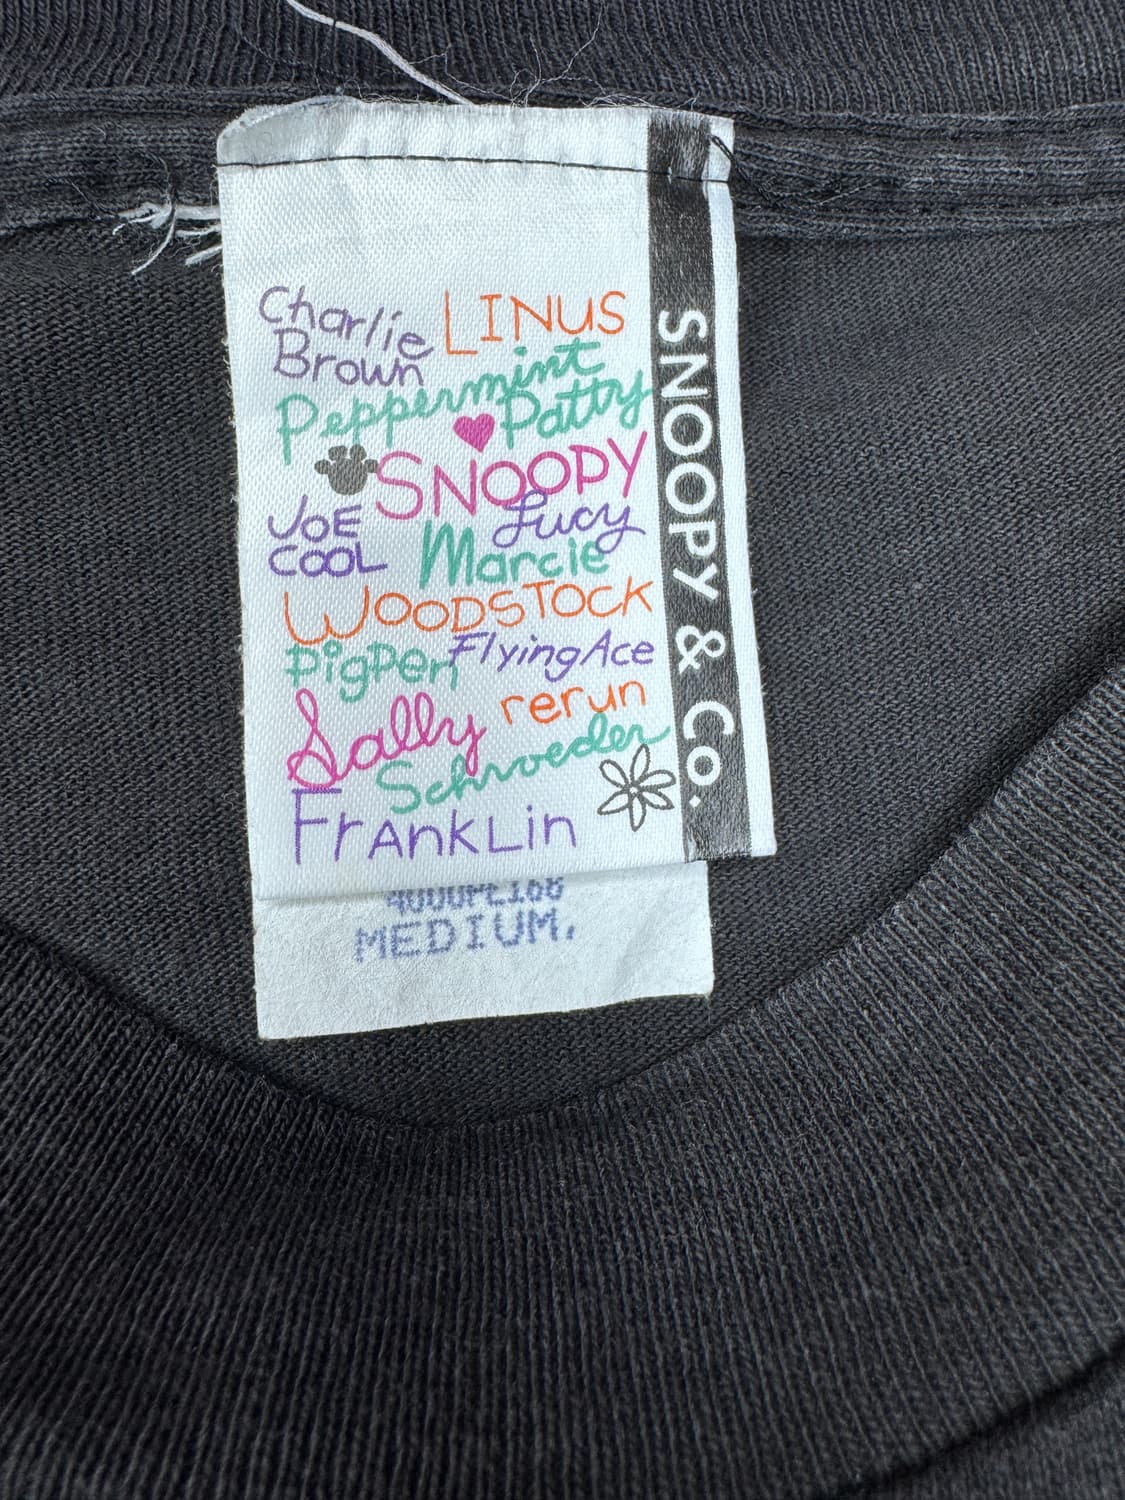 Charlie
Brown
LINUS
Peppermint
Patty
SNOOPY
JOE
COOL
Lucy
Marcie
WOODSTOCK
PigPen
FlyingAce
Sally
rerun
Schroeder
FrAnKLin
SNOOPY & Co.
MEDIUM.